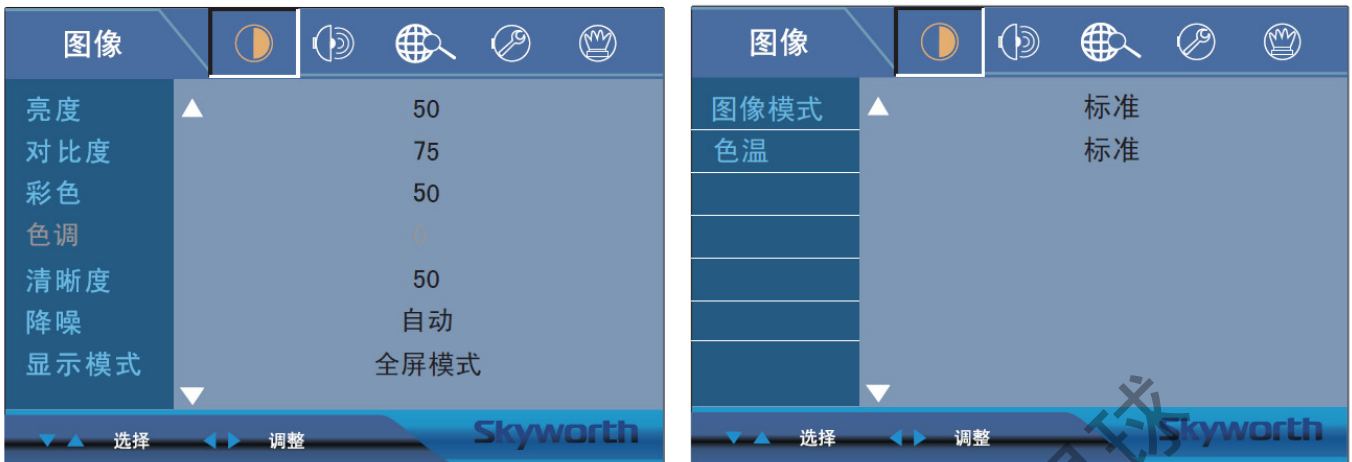 图像
亮度 50
对比度 75
彩色 50
色调 0
清晰度 50
降噪 自动
显示模式 全屏模式
选择 调整 Skyworth
图像
图像模式 标准
色温 标准
选择 调整 Skyworth